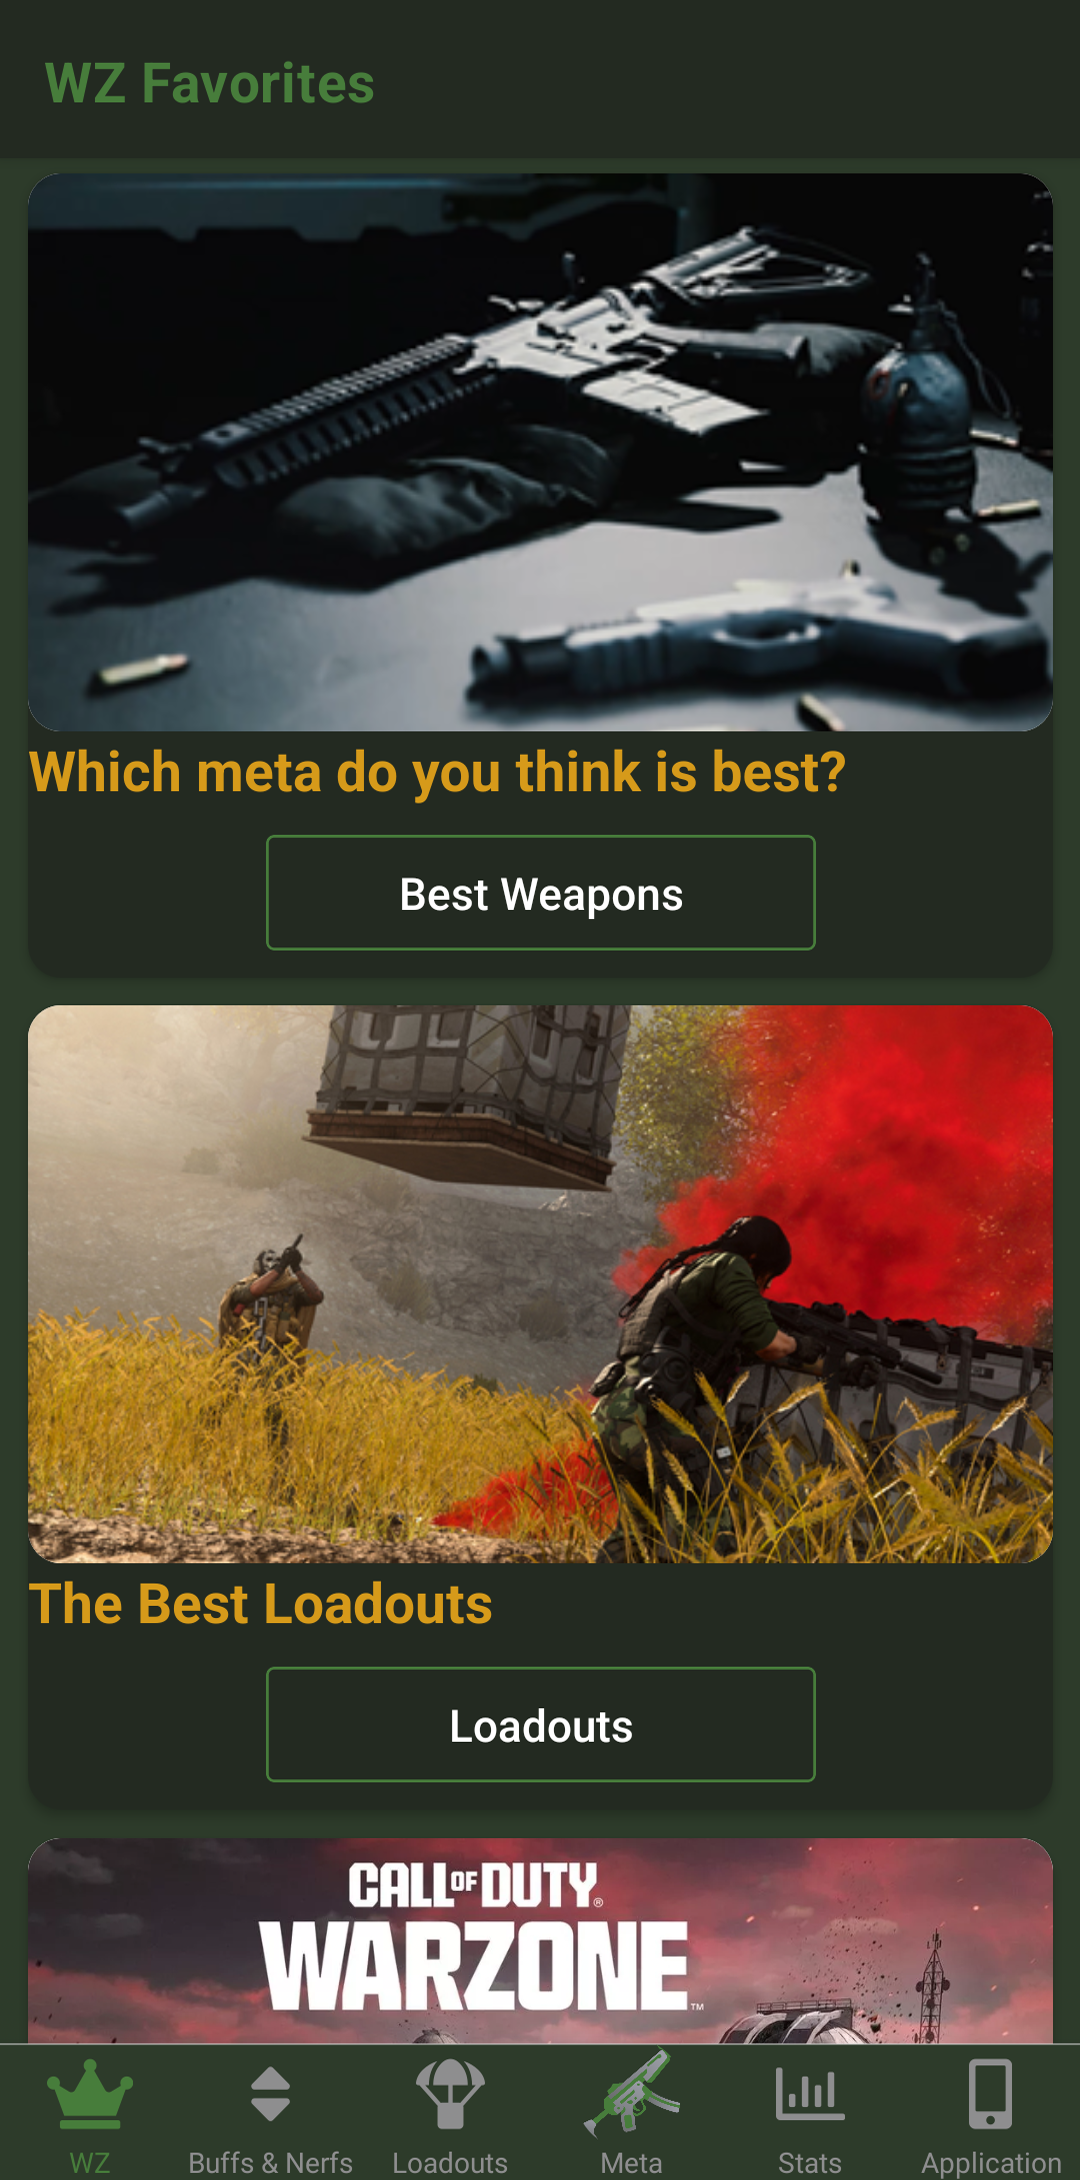 WZ Favorites
Which meta do you think is best?
Best Weapons
The Best Loadouts
Loadouts
CALL OF DUTY®
WARZONE™
WZ
Buffs & Nerfs
Loadouts
Meta
Stats
Application